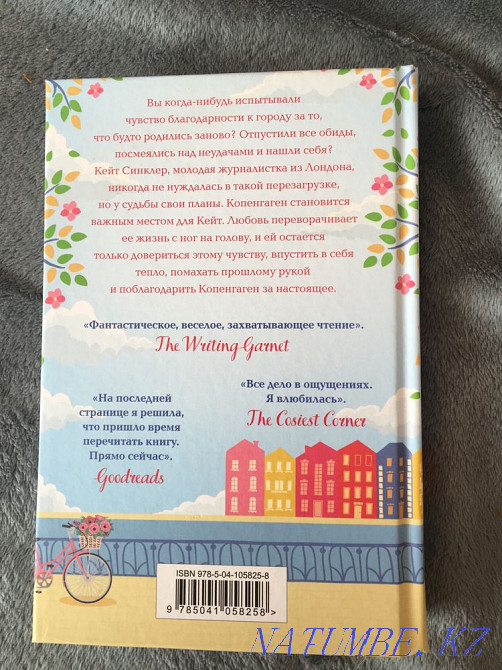 Вы когда-нибудь испытывали
чувство благодарности к городу за то,
что будто родились заново? Отпустили все обиды,
посмеялись над неудачами и нашли себя?
Кейт Синклер, молодая журналистка из Лондона,
никогда не нуждалась в такой перезагрузке,
но у судьбы свои планы. Копенгаген становится
важным местом для Кейт. Любовь переворачивает
ее жизнь с ног на голову, и ей остается
только довериться этому чувству, впустить в себя
тепло, помахать прошлому рукой
и поблагодарить Копенгаген за настоящее.
«Фантастическое, веселое, захватывающее чтение».
The Writing Garnet
«На последней
странице я решила,
что пришло время
перечитать книгу.
Прямо сейчас».
Goodreads
«Все дело в ощущениях.
Я влюбилась».
The Cosiest Corner
ISBN 978-5-04-105825-8
9 785041 058258 >
NATUMBE.KZ